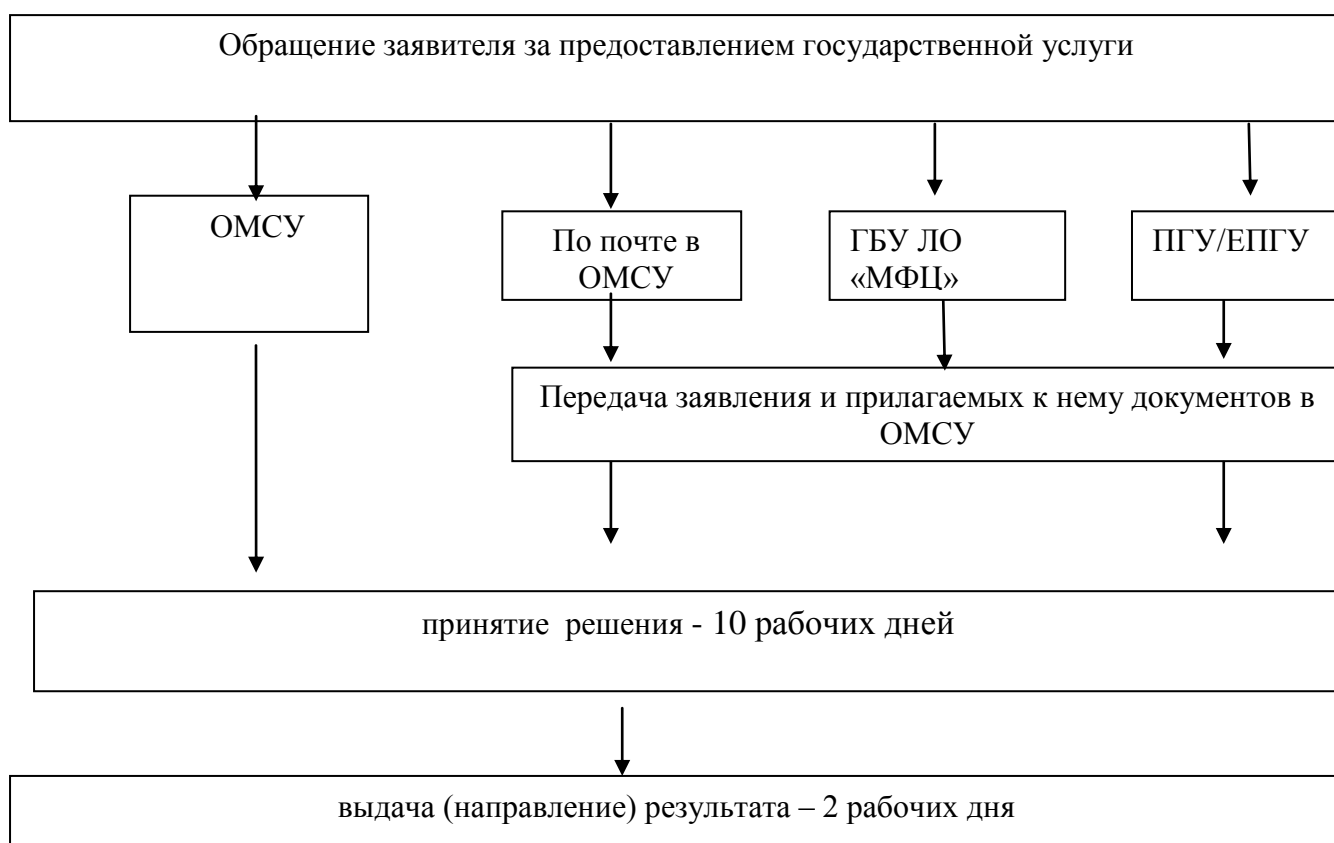 Обращение заявителя за предоставлением государственной услуги
ОМСУ
По почте в
ОМСУ
ГБУ ЛО
«МФЦ»
ПГУ/ЕПГУ
Передача заявления и прилагаемых к нему документов в
ОМСУ
принятие решения - 10 рабочих дней
выдача (направление) результата – 2 рабочих дня